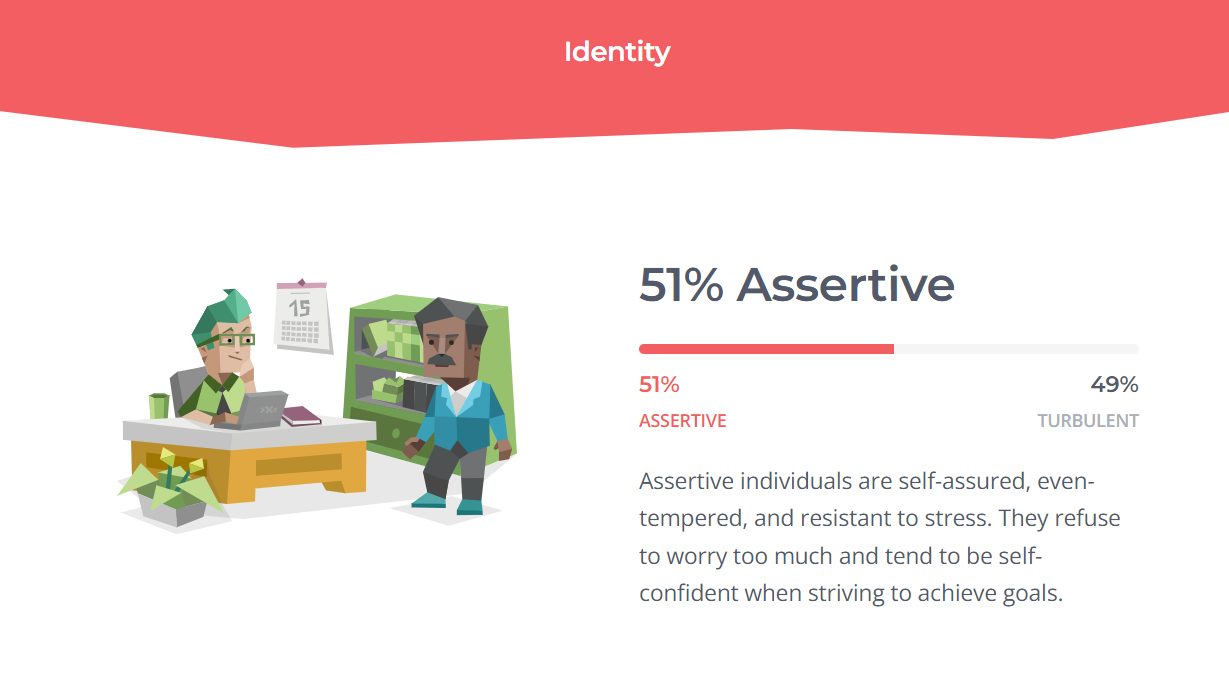 Identity
15
51% Assertive
51%
49%
ASSERTIVE
TURBULENT
Assertive individuals are self-assured, even-
tempered, and resistant to stress. They refuse
to worry too much and tend to be self-
confident when striving to achieve goals.